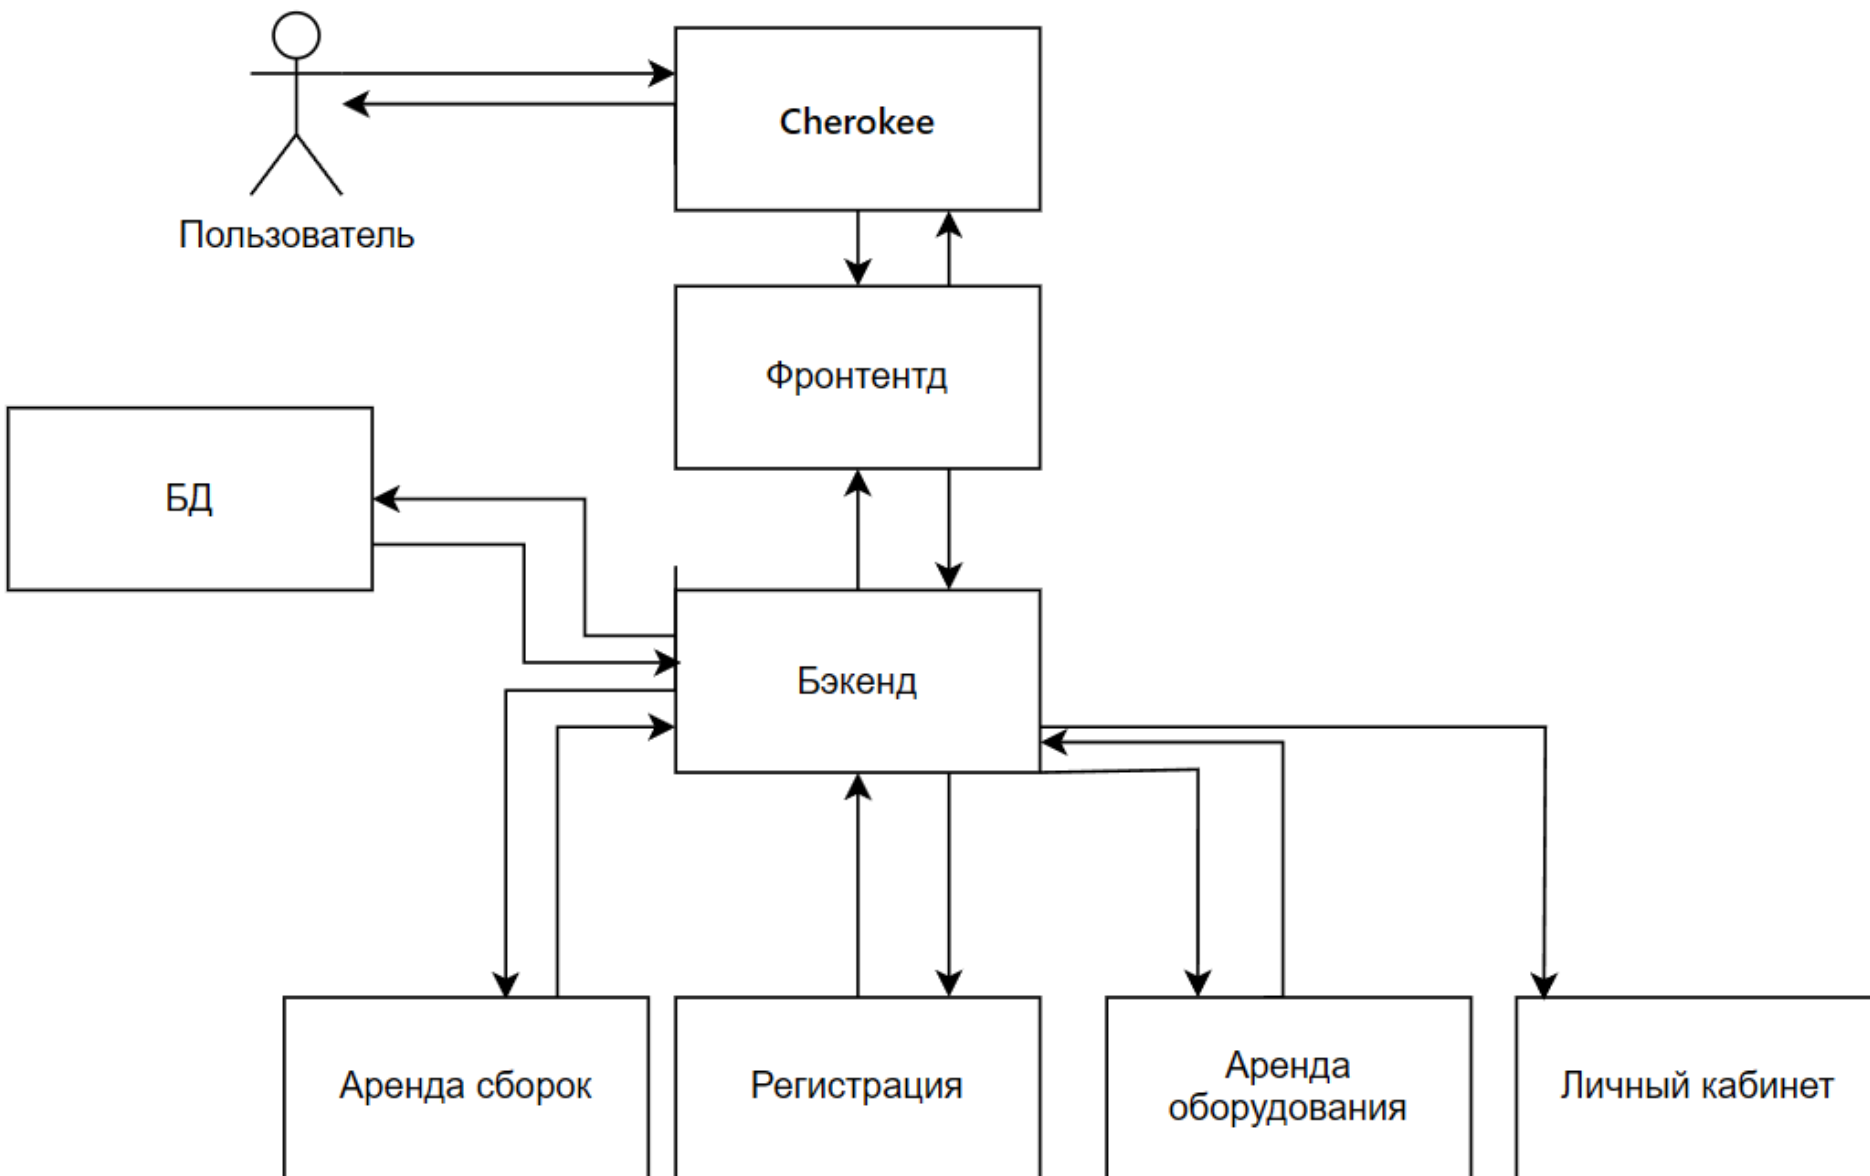 Cherokee
Пользователь
Фронтентд
БД
Бэкенд
Аренда сборок
Регистрация
Аренда
оборудования
Личный кабинет